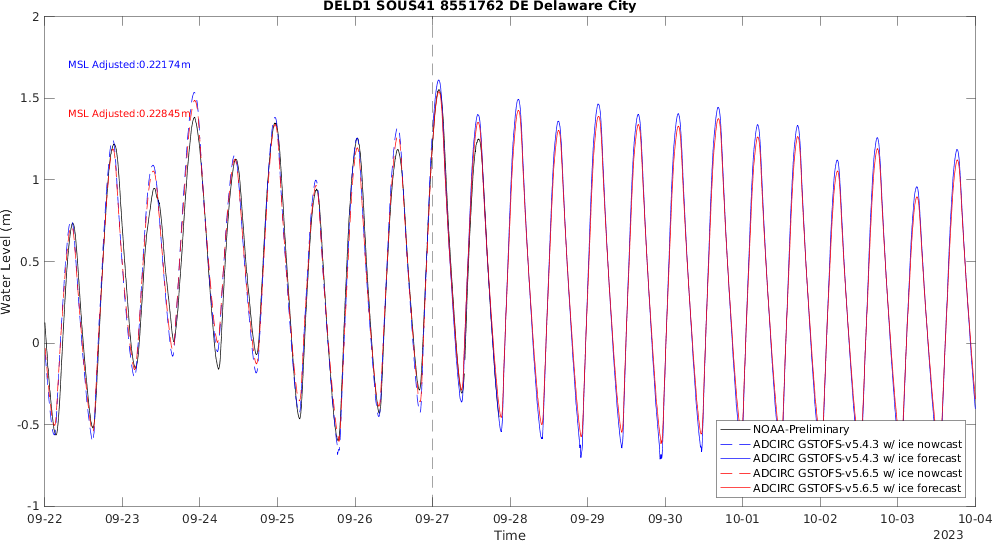 DELD1 SOUS41 8551762 DE Delaware City
MSL Adjusted:0.22174m
MSL Adjusted:0.22845m
Water Level (m)
2
1.5
1
0.5
0
-0.5
-1
09-22 09-23 09-24 09-25 09-26 09-27 09-28 09-29 09-30 10-01 10-02 10-03 10-04
Time
2023
NOAA-Preliminary
ADCIRC GSTOFS-v5.4.3 w/ ice nowcast
ADCIRC GSTOFS-v5.4.3 w/ ice forecast
ADCIRC GSTOFS-v5.6.5 w/ ice nowcast
ADCIRC GSTOFS-v5.6.5 w/ ice forecast